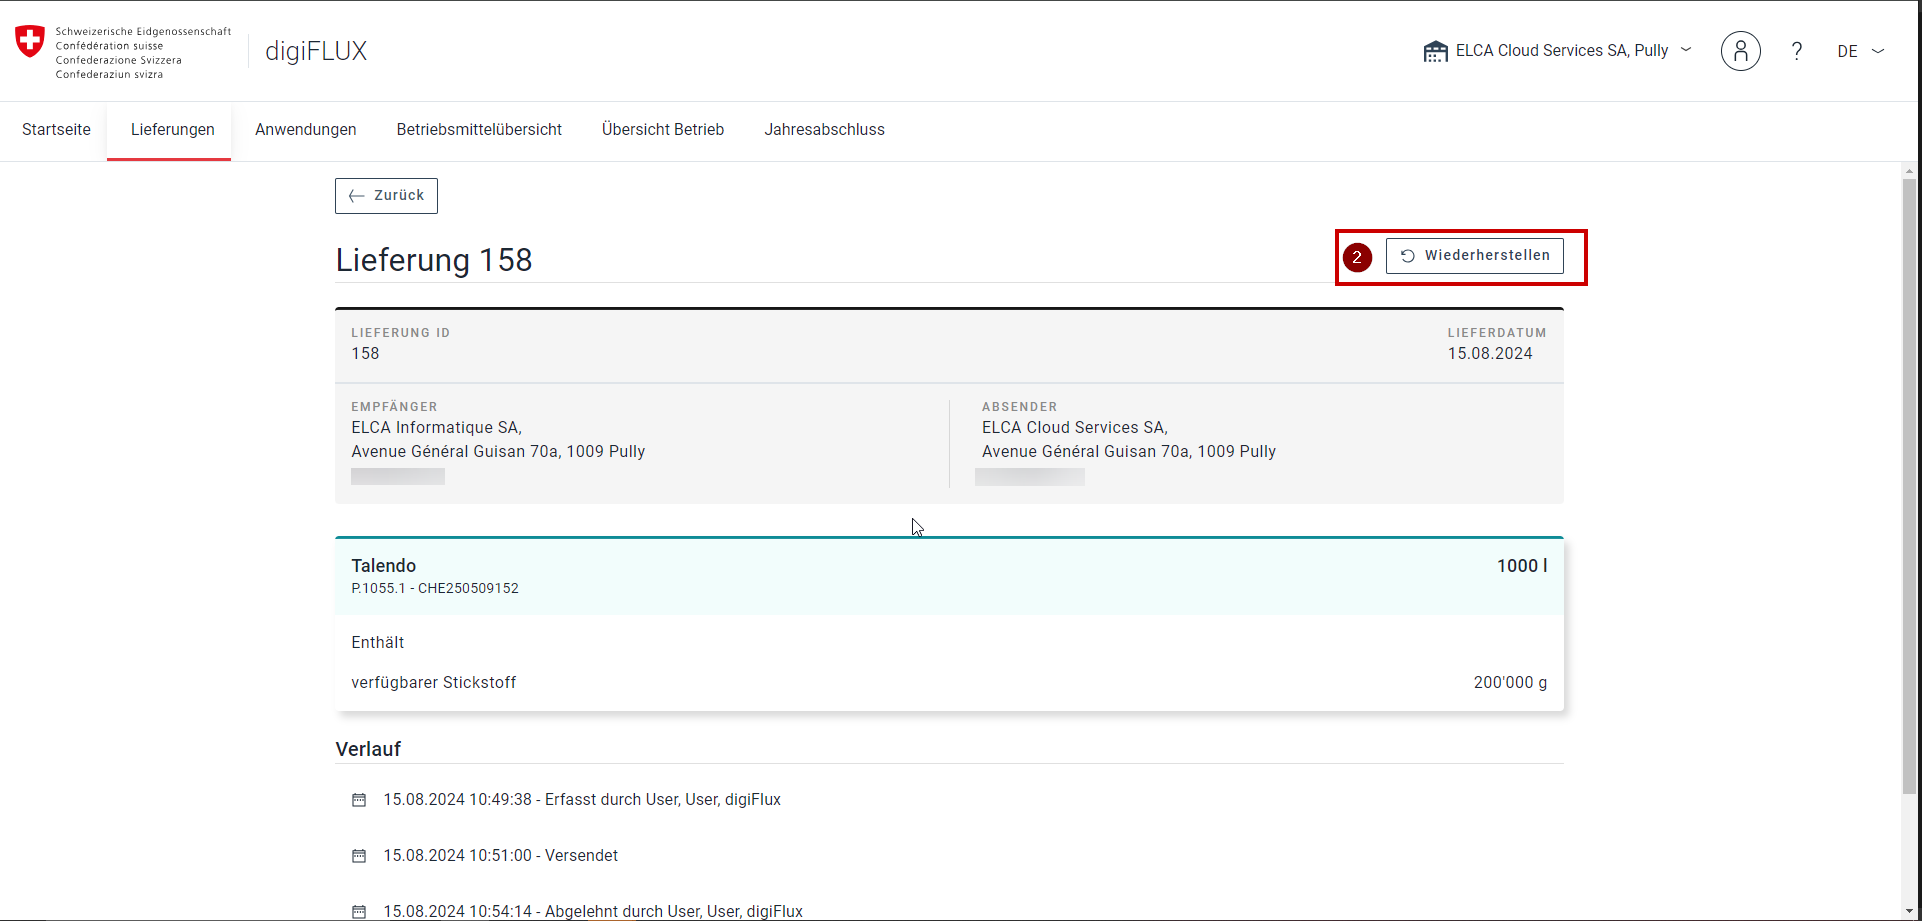 Schweizerische Eidgenossenschaft
Confédération suisse
Confederazione Svizzera
Confederaziun svizra
digiFLUX
ELCA Cloud Services SA, Pully
?
DE
Startseite
Lieferungen
Anwendungen
Betriebsmittelübersicht
Übersicht Betrieb
Jahresabschluss
Zurück
Lieferung 158
2
Wiederherstellen
LIEFERUNG ID
158
LIEFERDATUM
15.08.2024
EMPFÄNGER
ELCA Informatique SA,
Avenue Général Guisan 70a, 1009 Pully
ABSENDER
ELCA Cloud Services SA,
Avenue Général Guisan 70a, 1009 Pully
Talendo
1000 l
P.1055.1 - CHE250509152
Enthält
verfügbarer Stickstoff
200'000 g
Verlauf
15.08.2024 10:49:38 - Erfasst durch User, User, digiFlux
15.08.2024 10:51:00 - Versendet
15.08.2024 10:54:14 - Abgelehnt durch User, User, digiFlux